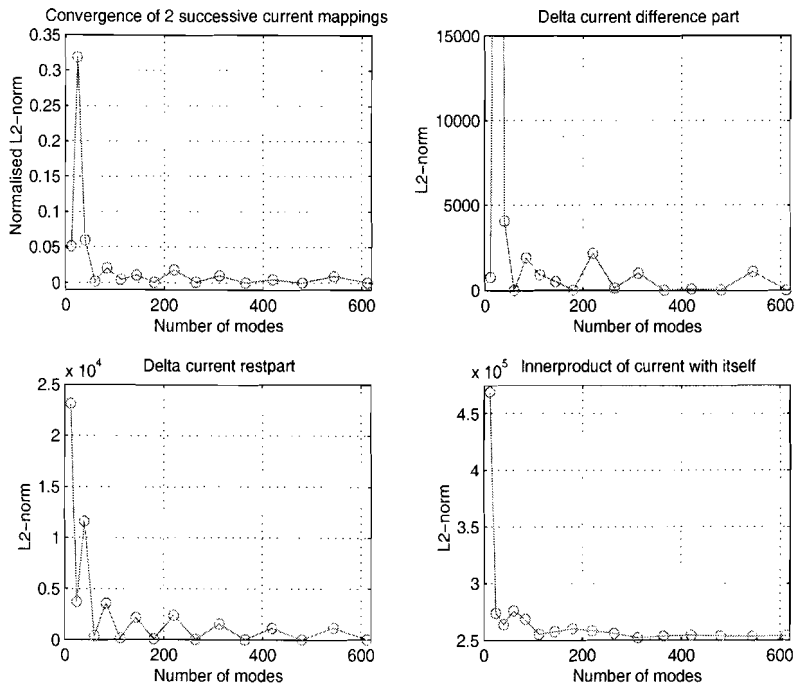 Convergence of 2 successive current mappings
Normalised L2-norm
0.35
0.3
0.25
0.2
0.15
0.1
0.05
0
0 200 400 600
Number of modes
Delta current difference part
L2-norm
15000
10000
5000
0
0 200 400 600
Number of modes
Delta current restpart
x 10^4
L2-norm
2.5
2
1.5
1
0.5
0
0 200 400 600
Number of modes
Innerproduct of current with itself
x 10^5
L2-norm
4.5
4
3.5
3
2.5
0 200 400 600
Number of modes